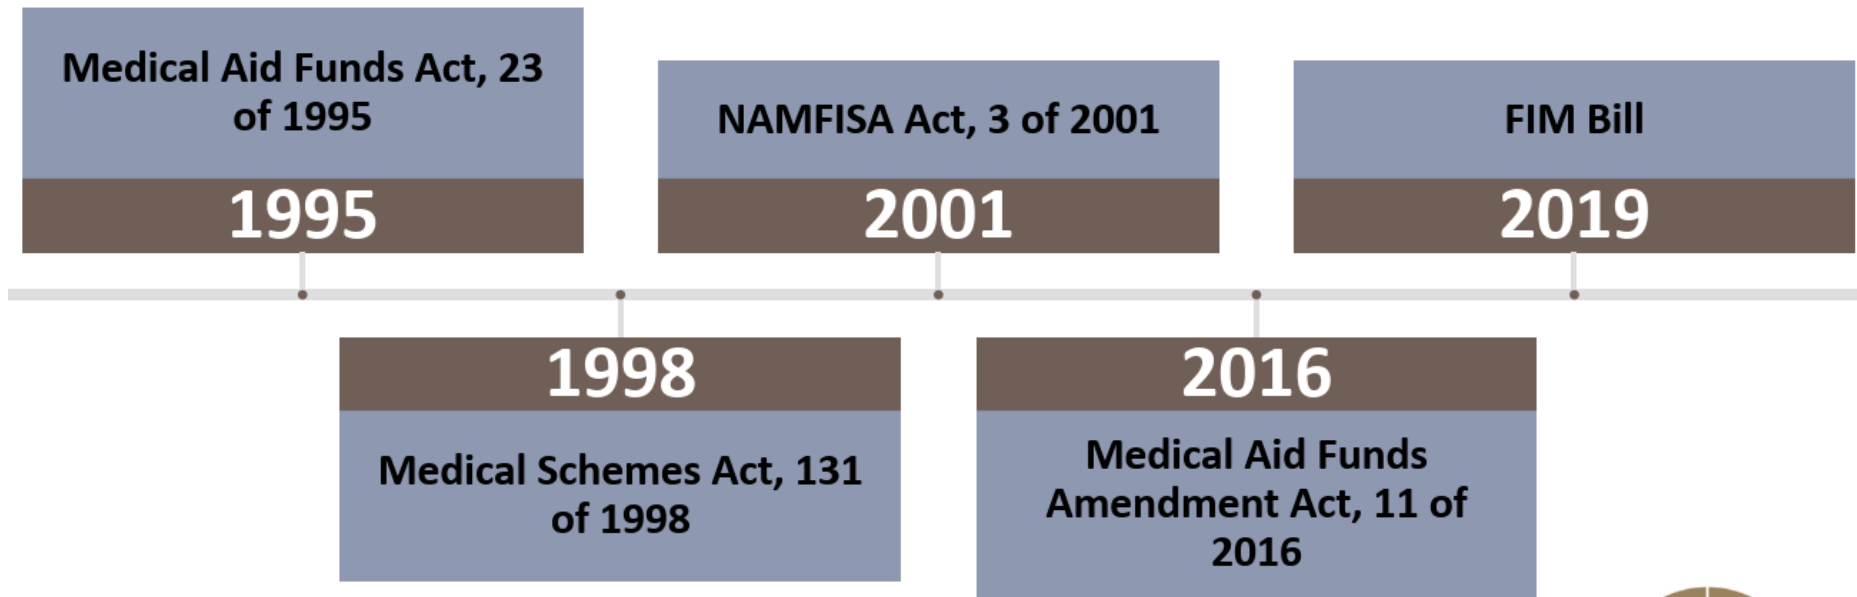 Medical Aid Funds Act, 23
of 1995
1995
1998
Medical Schemes Act, 131
of 1998
NAMFISA Act, 3 of 2001
2001
2016
Medical Aid Funds
Amendment Act, 11 of
2016
FIM Bill
2019